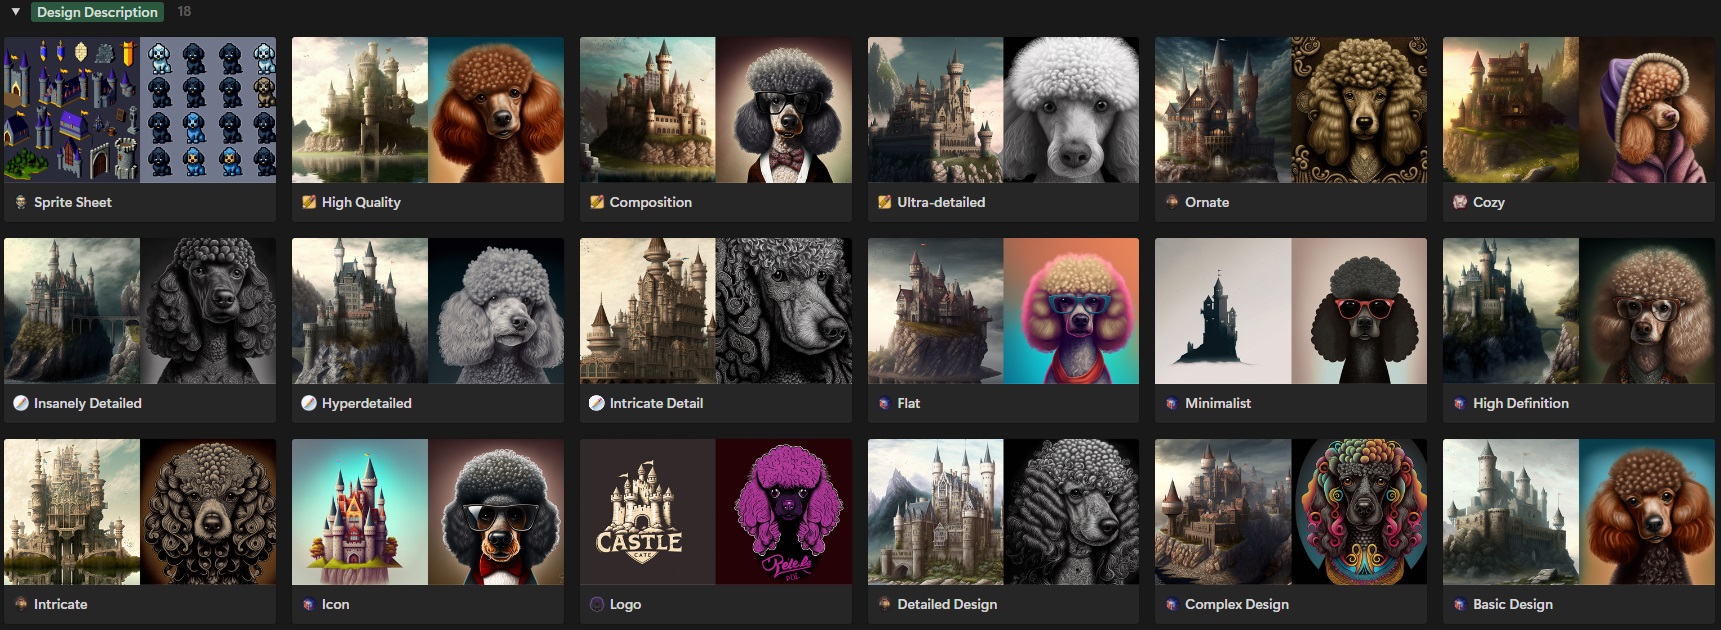 Design Description 18
Sprite Sheet
High Quality
Composition
Ultra-detailed
Ornate
Cozy
Insanely Detailed
Hyperdetailed
Intricate Detail
Flat
Minimalist
High Definition
CASTLE
CATE
Intricate
Icon
Logo
Detailed Design
Complex Design
Basic Design